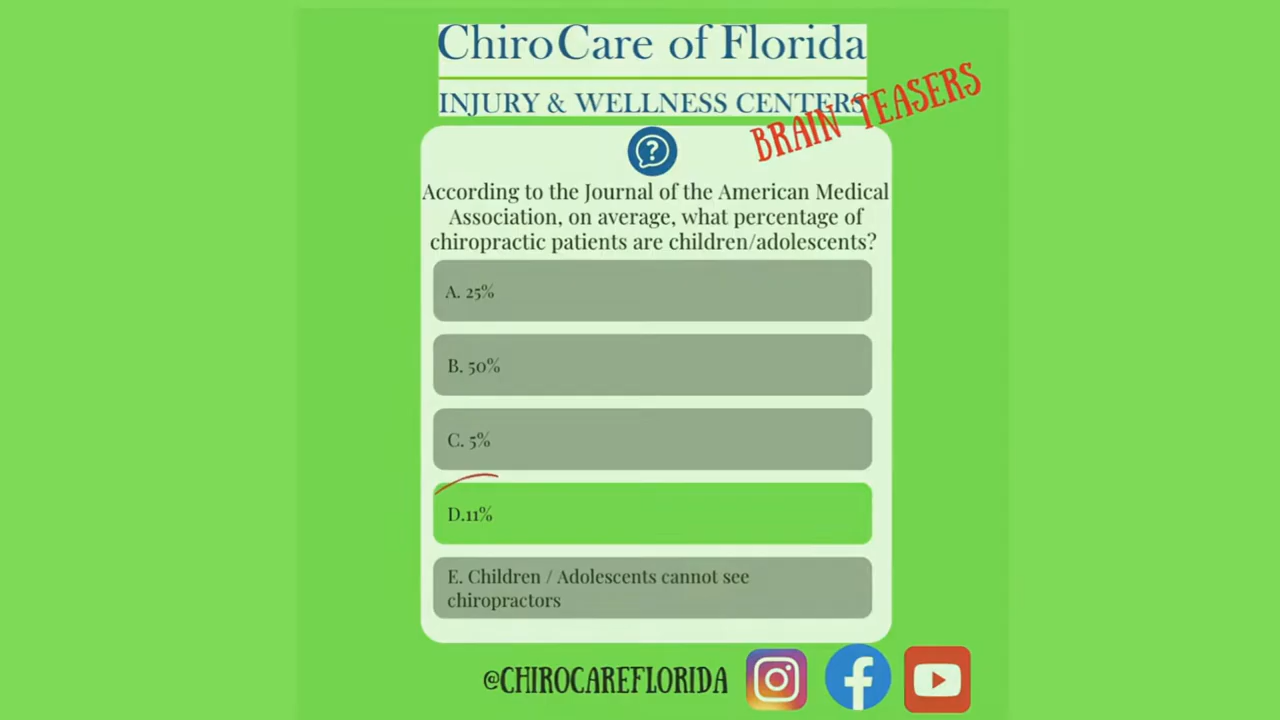 ChiroCare of Florida
INJURY & WELLNESS CENTERS
BRAIN TEASERS
?
According to the Journal of the American Medical
Association, on average, what percentage of
chiropractic patients are children/adolescents?
A. 25%
B. 50%
C. 5%
D.11%
E. Children / Adolescents cannot see
chiropractors
@CHIROCAREFLORIDA